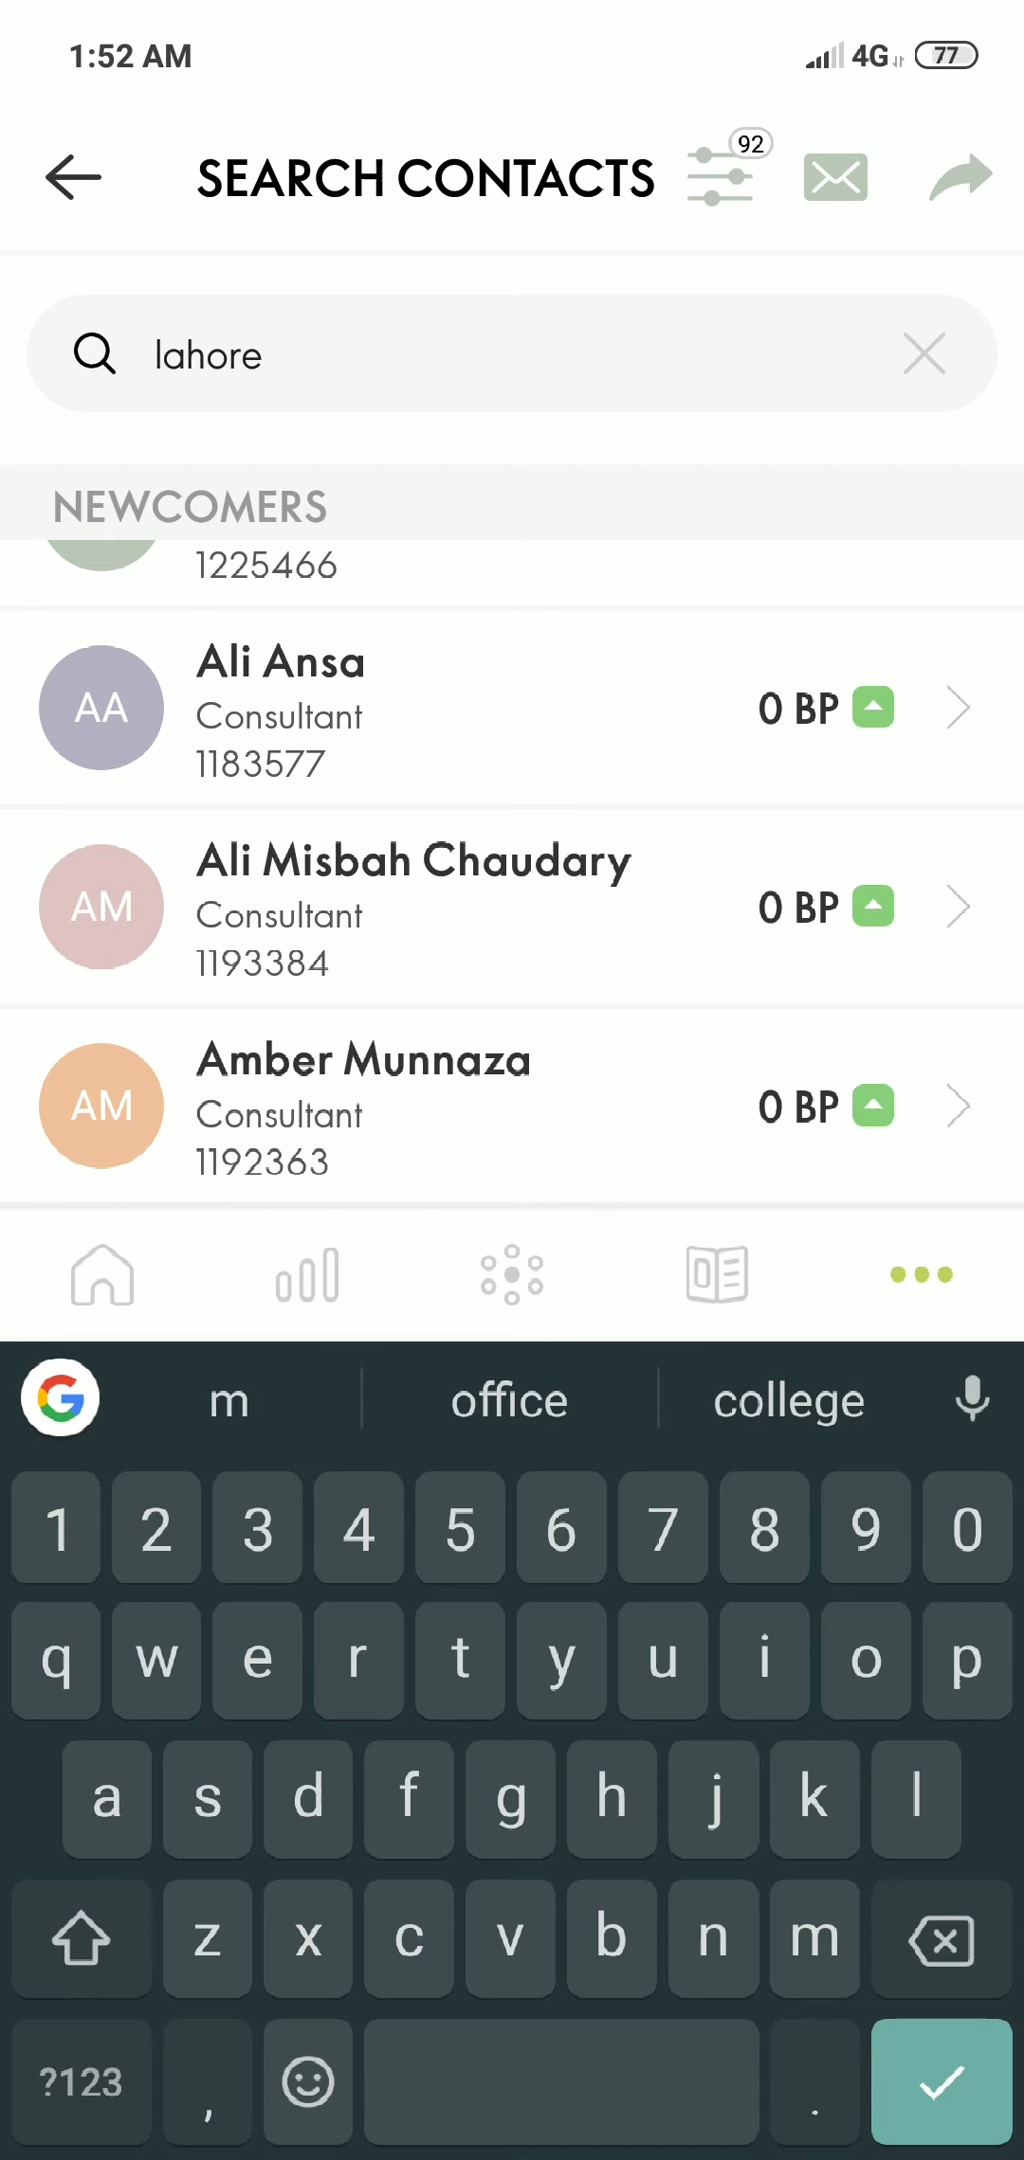 1:52 AM
4G
77
SEARCH CONTACTS
92
lahore
NEWCOMERS
1225466
AA
Ali Ansa
Consultant
1183577
0 BP
AM
Ali Misbah Chaudary
Consultant
1193384
0 BP
AM
Amber Munnaza
Consultant
1192363
0 BP
m office college
1 2 3 4 5 6 7 8 9 0
q w e r t y u i o p
a s d f g h j k l
z x c v b n m
?123 , .